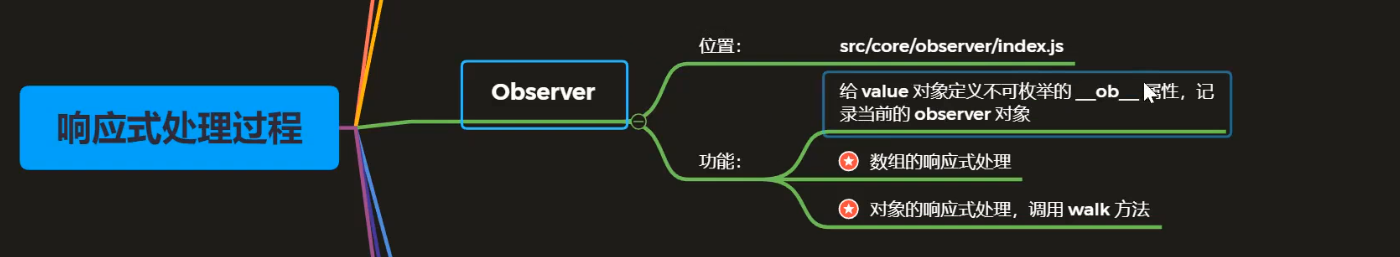 响应式处理过程
Observer
位置：
src/core/observer/index.js
功能：
给 value 对象定义不可枚举的 __ob__ 属性，记
录当前的 observer 对象
数组的响应式处理
对象的响应式处理，调用 walk 方法